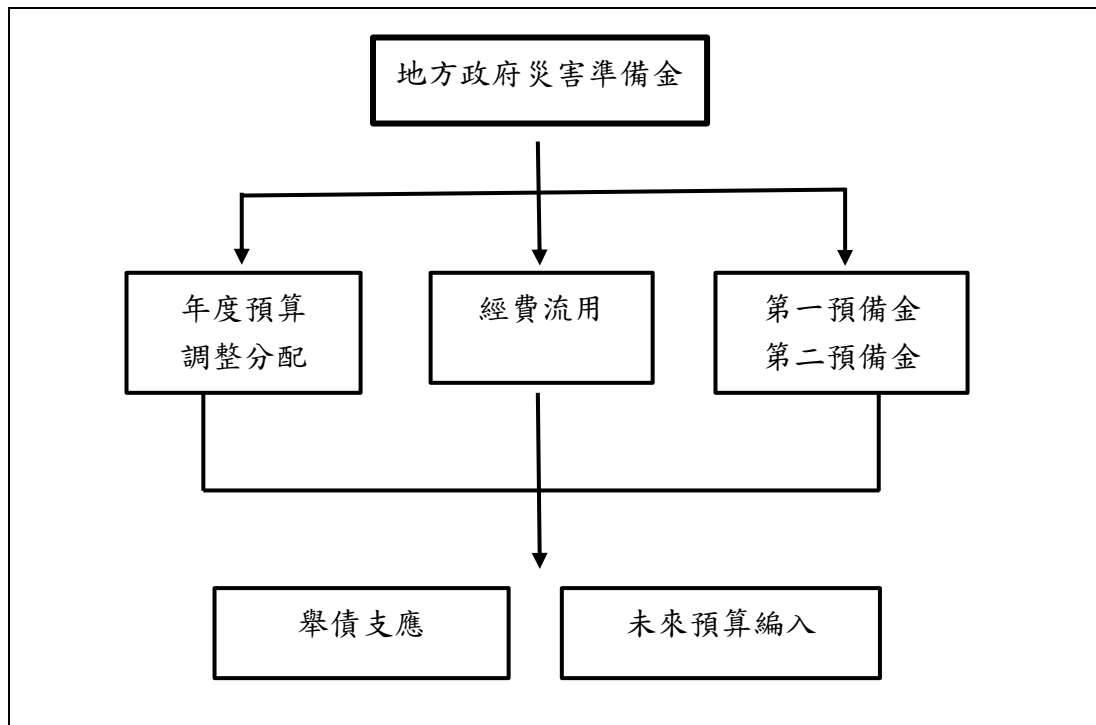 地方政府災害準備金
年度預算
調整分配
經費流用
第一預備金
第二預備金
舉債支應
未來預算編入